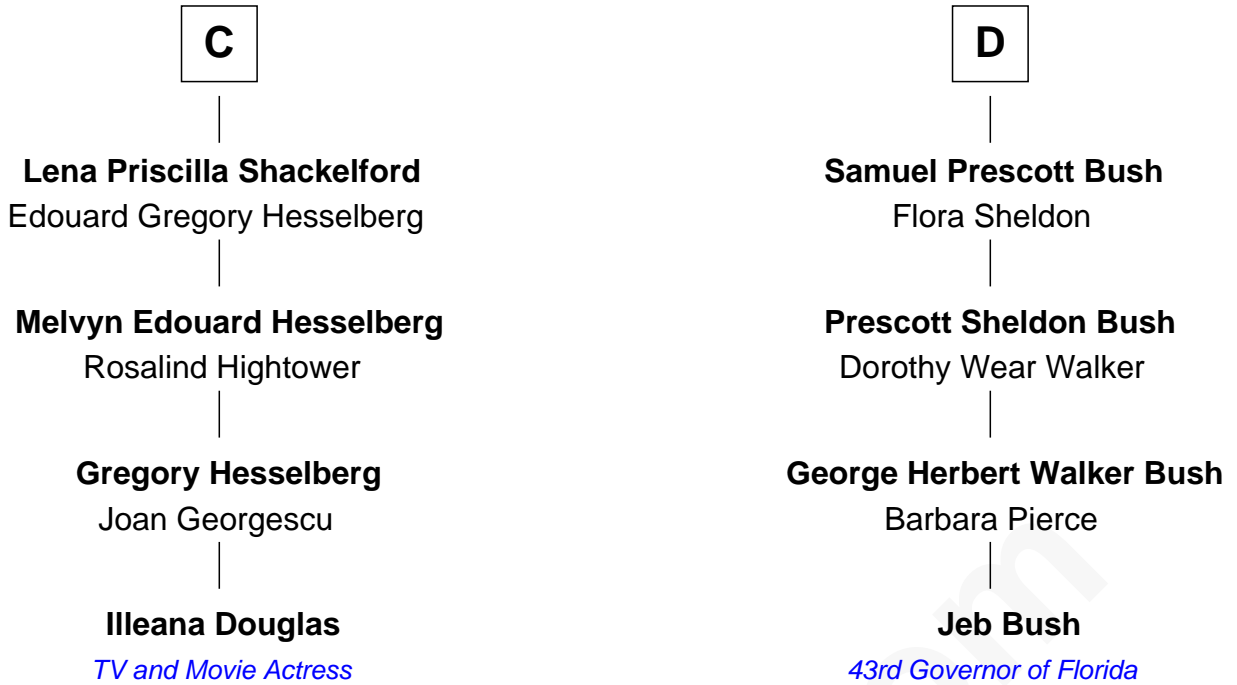 C
Lena Priscilla Shackelford
Edouard Gregory Hesselberg
Melvyn Edouard Hesselberg
Rosalind Hightower
Gregory Hesselberg
Joan Georgescu
Illeana Douglas
TV and Movie Actress
D
Samuel Prescott Bush
Flora Sheldon
Prescott Sheldon Bush
Dorothy Wear Walker
George Herbert Walker Bush
Barbara Pierce
Jeb Bush
43rd Governor of Florida
om